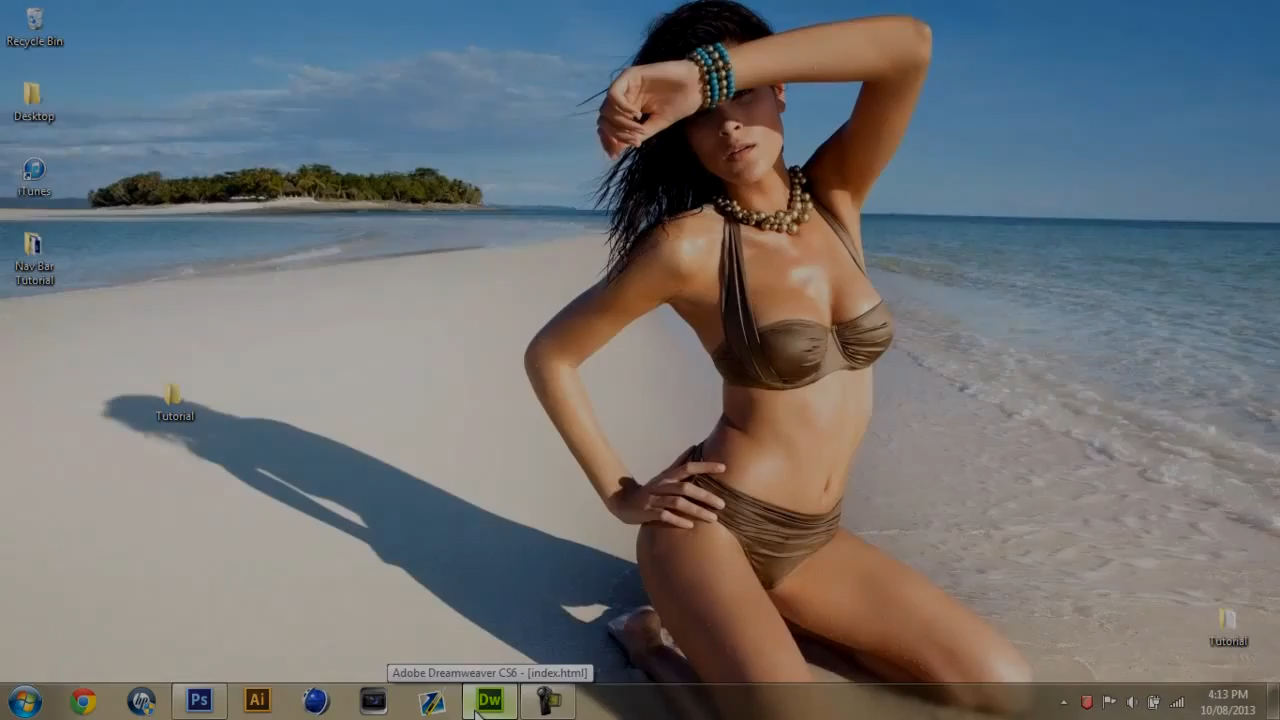 Recycle Bin
Desktop
iTunes
Nav Bar
Tutorial
Tutorial
Tutorial
Adobe Dreamweaver CS6 - [index.html]
hp
Ps
Ai
Dw
4:13 PM
10/08/2013